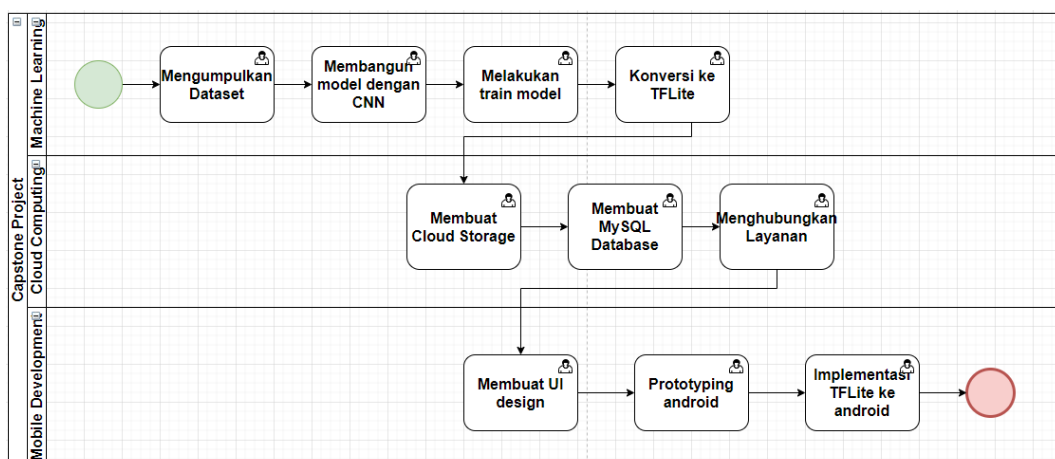 Capstone Project
Machine Learning
Mengumpulkan
Dataset
Membangun
model dengan
CNN
Melakukan
train model
Konversi ke
TFLite
Cloud Computing
Membuat
Cloud Storage
Membuat
MySQL
Database
Menghubungkan
Layanan
Mobile Development
Membuat UI
design
Prototyping
android
Implementasi
TFLite ke
android